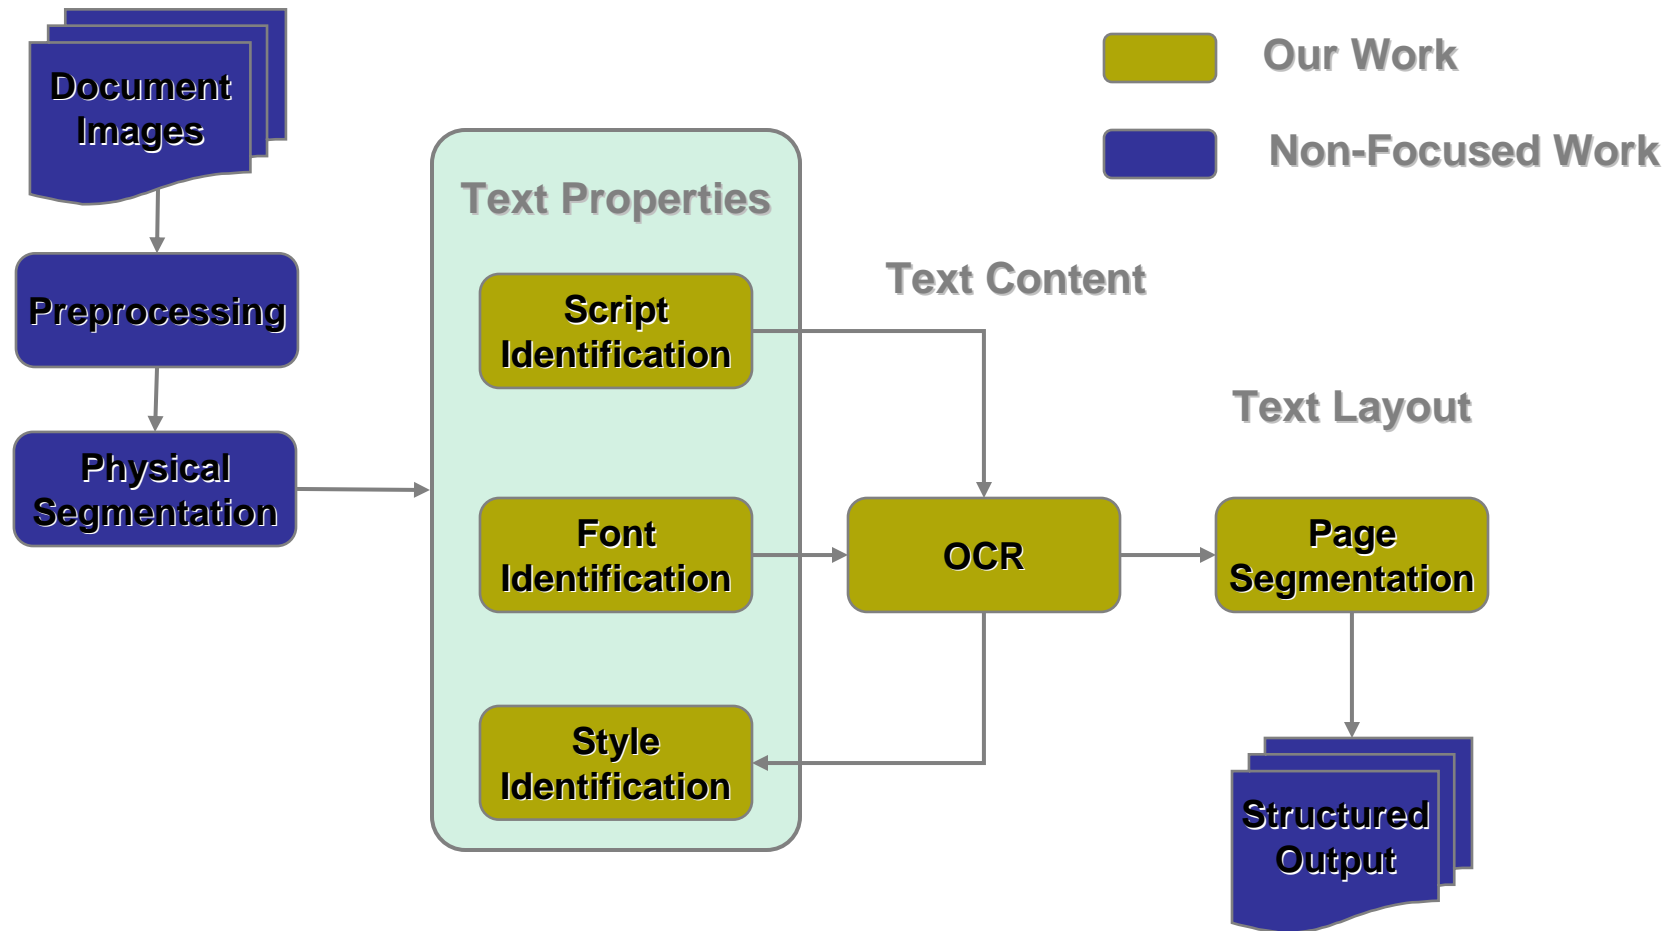 Document
Images
Our Work
Non-Focused Work
Text Properties
Preprocessing
Script
Identification
Text Content
Text Layout
Physical
Segmentation
Font
Identification
OCR
Page
Segmentation
Style
Identification
Structured
Output